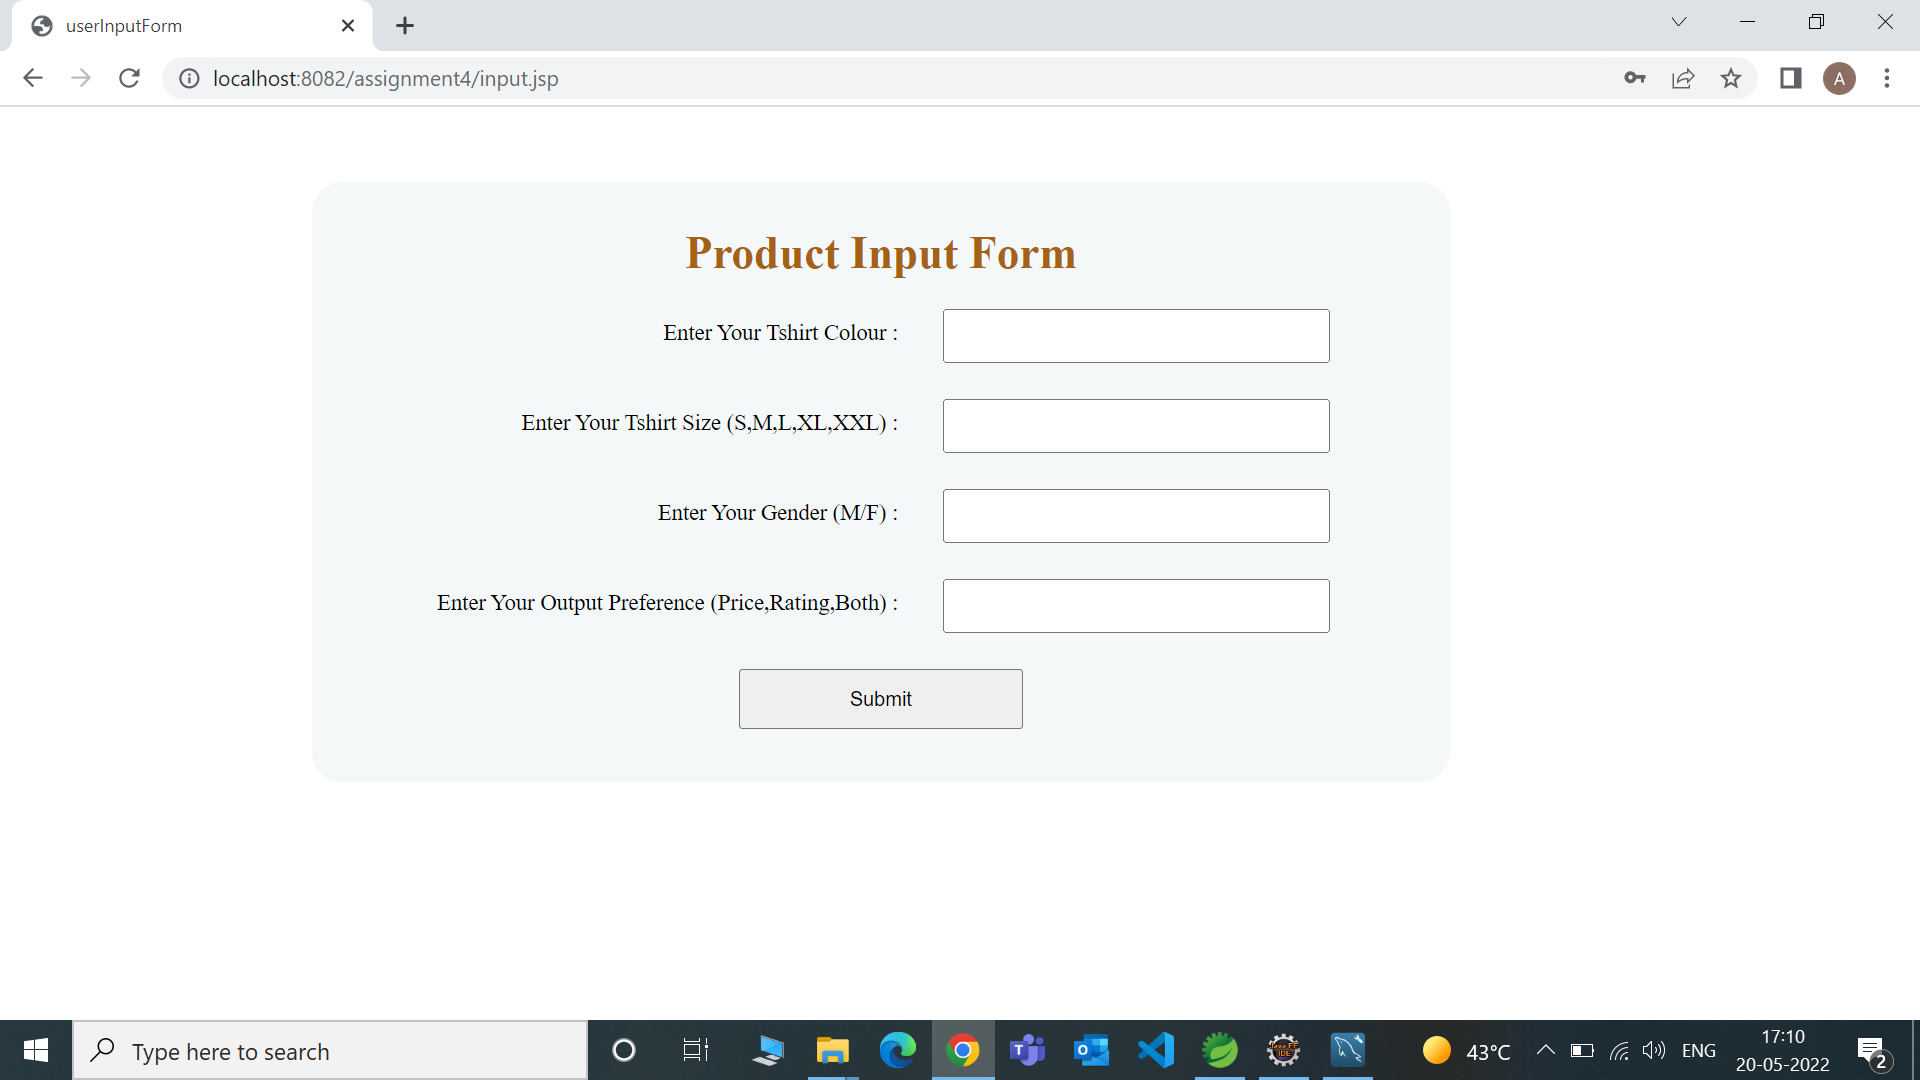 userInputForm
localhost:8082/assignment4/input.jsp
A
Product Input Form
Enter Your Tshirt Colour :
Enter Your Tshirt Size (S,M,L,XL,XXL) :
Enter Your Gender (M/F) :
Enter Your Output Preference (Price,Rating,Both) :
Submit
Type here to search
43°C
ENG
17:10
20-05-2022
2